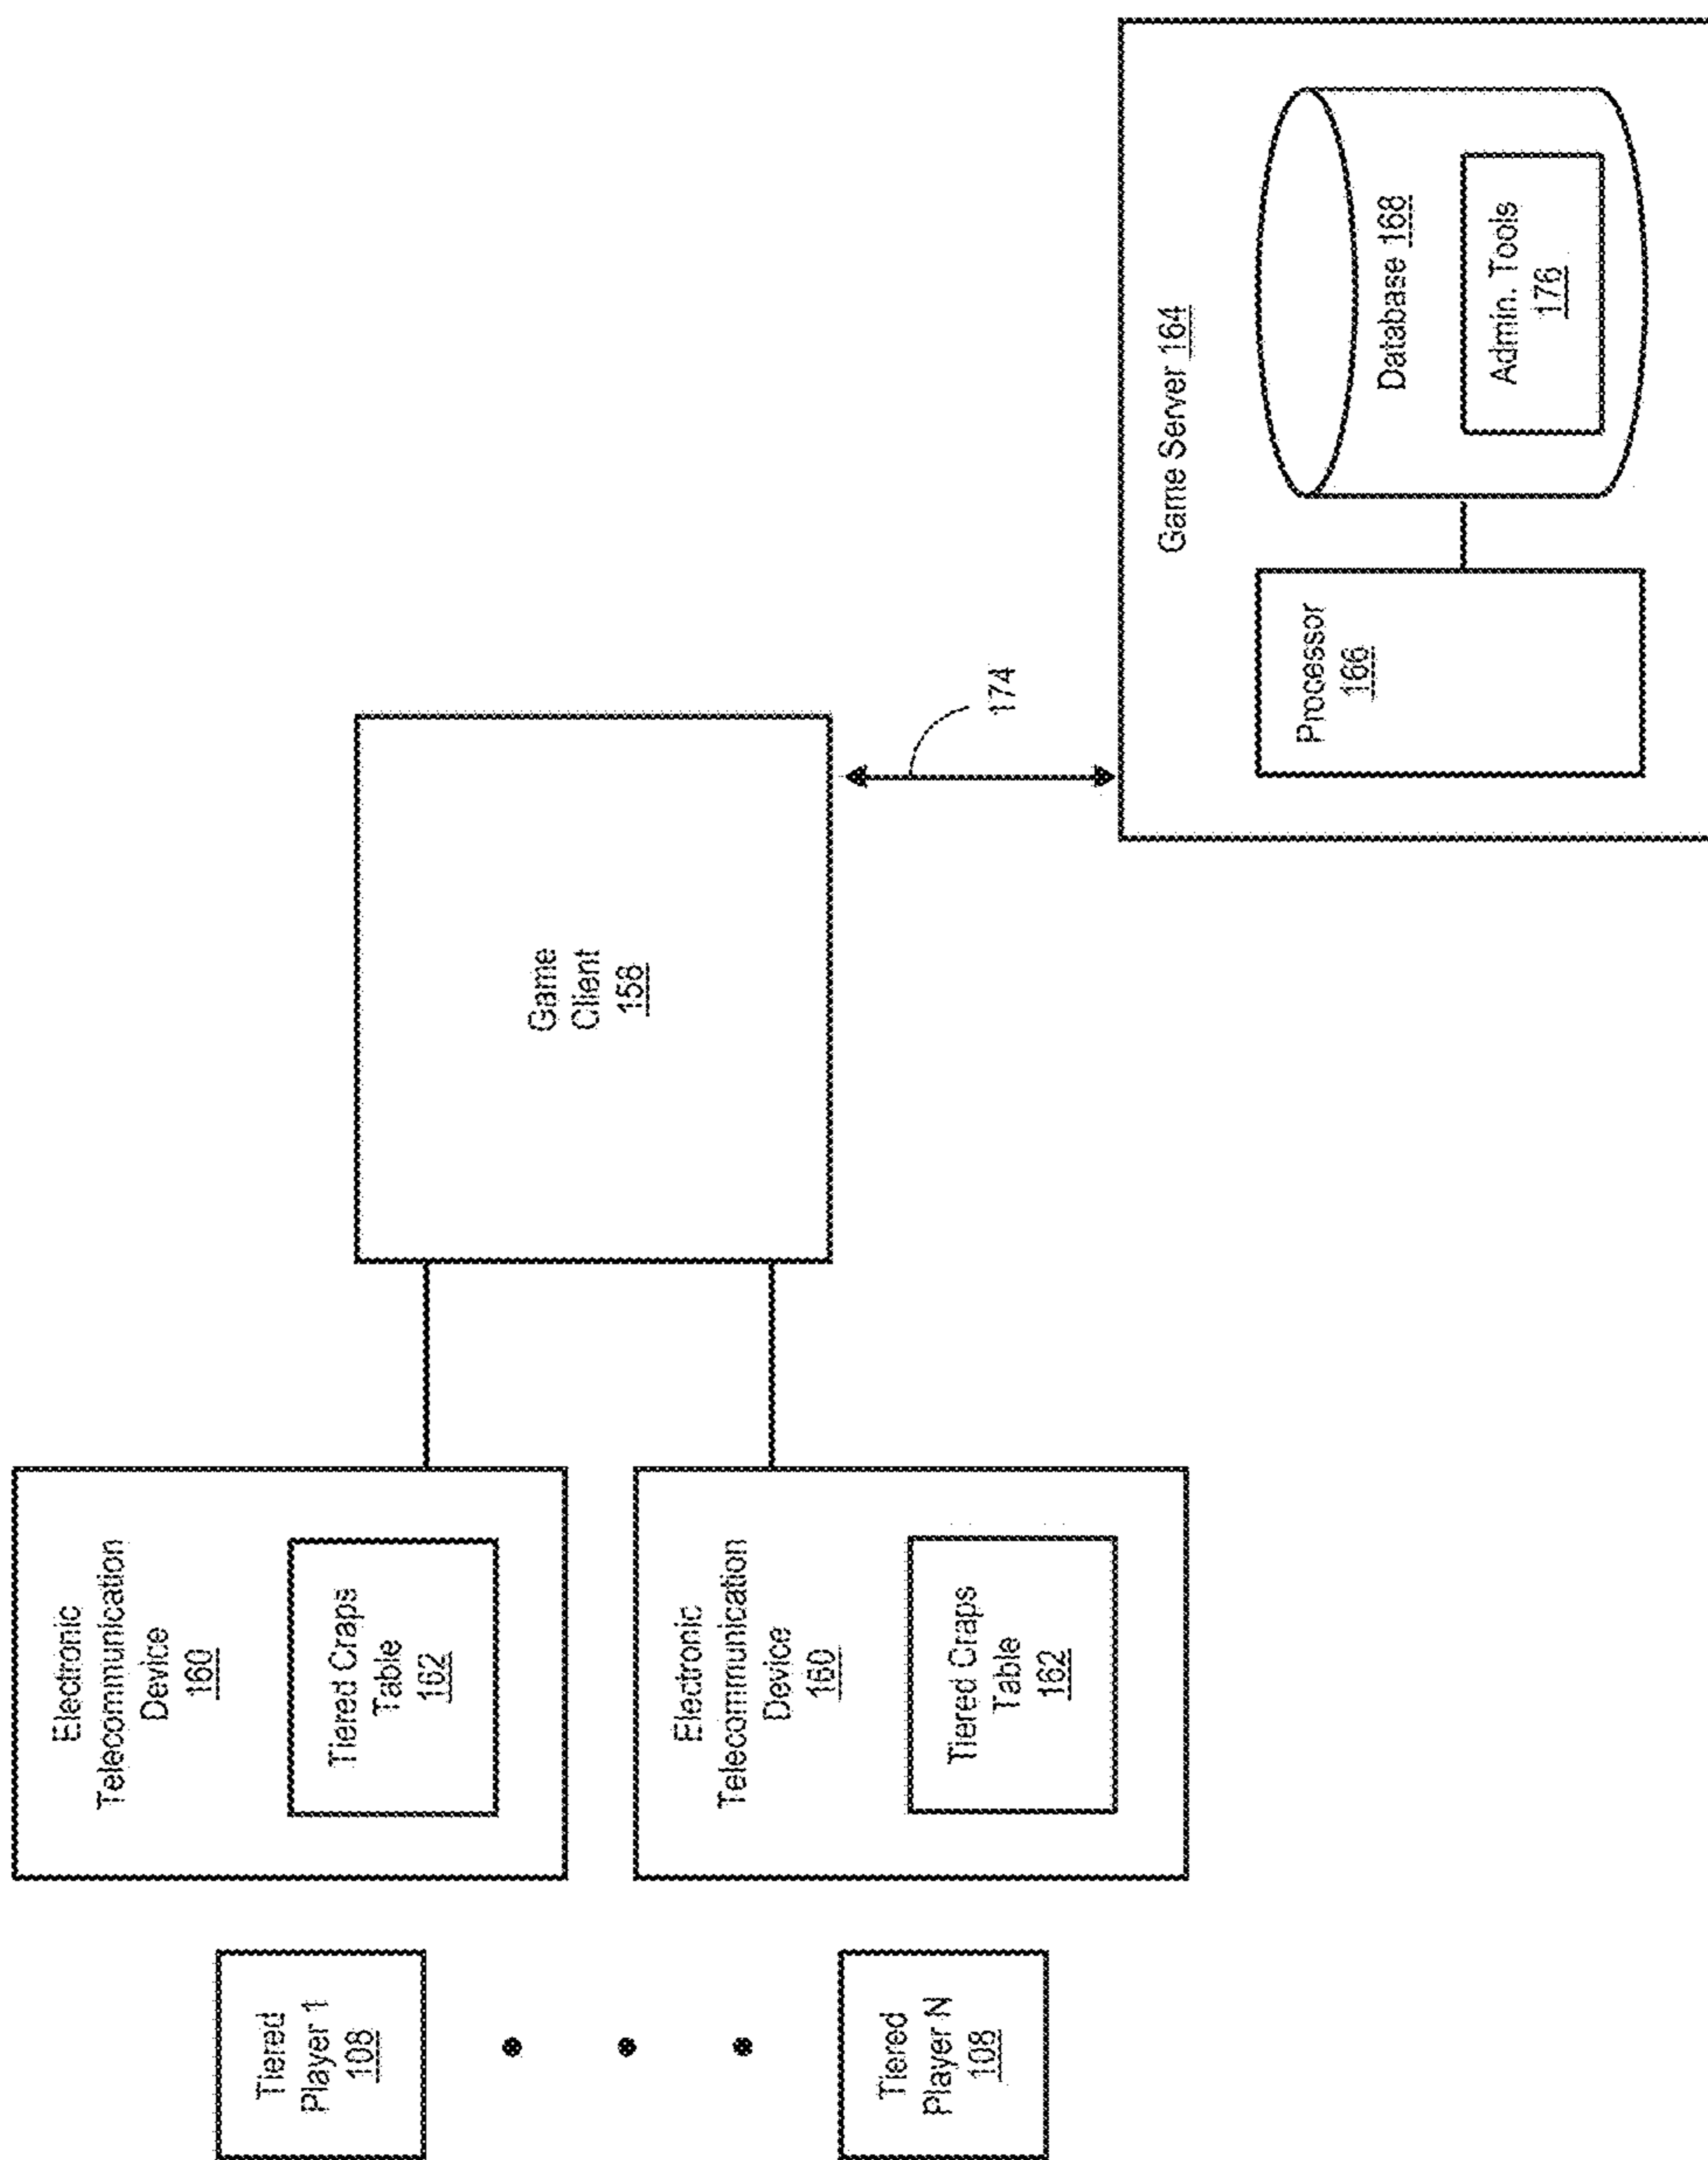 Electronic
Telecommunication
Device
160
Tiered Craps
Table
162
Tiered
Player 1
108
Game
Client
158
Electronic
Telecommunication
Device
160
Tiered Craps
Table
162
Tiered
Player N
108
174
Game Server 164
Processor
166
Database 168
Admin. Tools
176